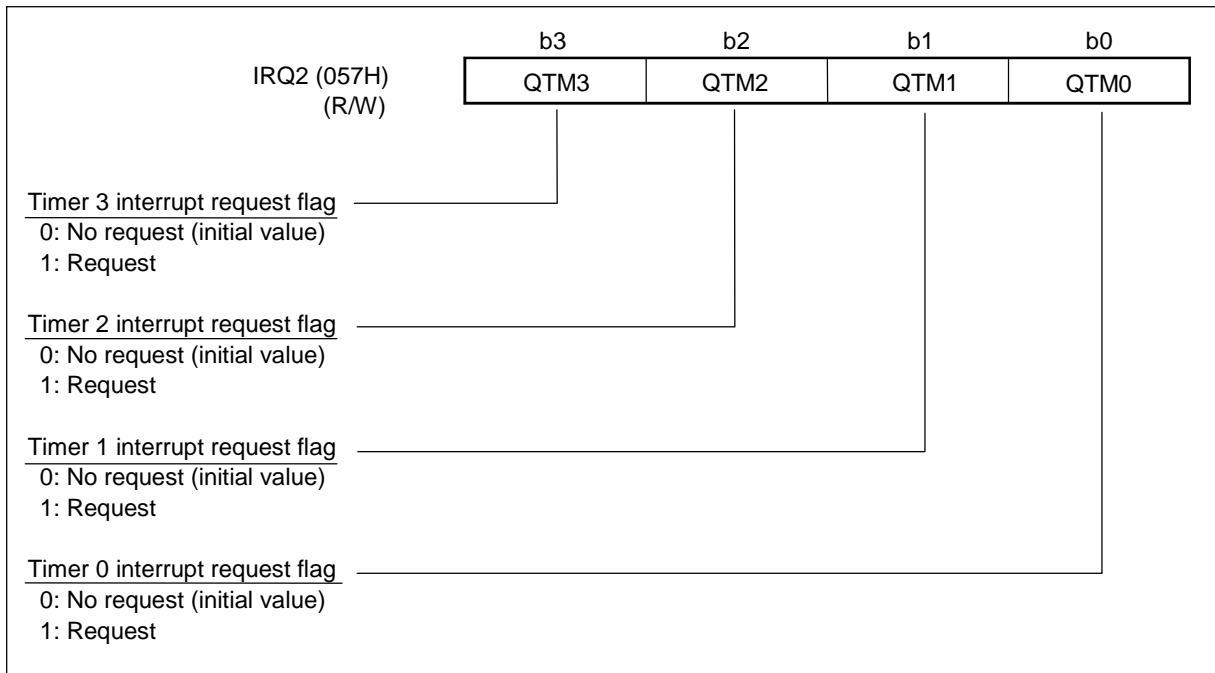 b3 b2 b1 b0
IRQ2 (057H) QTM3 QTM2 QTM1 QTM0
(R/W)
Timer 3 interrupt request flag
0: No request (initial value)
1: Request
Timer 2 interrupt request flag
0: No request (initial value)
1: Request
Timer 1 interrupt request flag
0: No request (initial value)
1: Request
Timer 0 interrupt request flag
0: No request (initial value)
1: Request